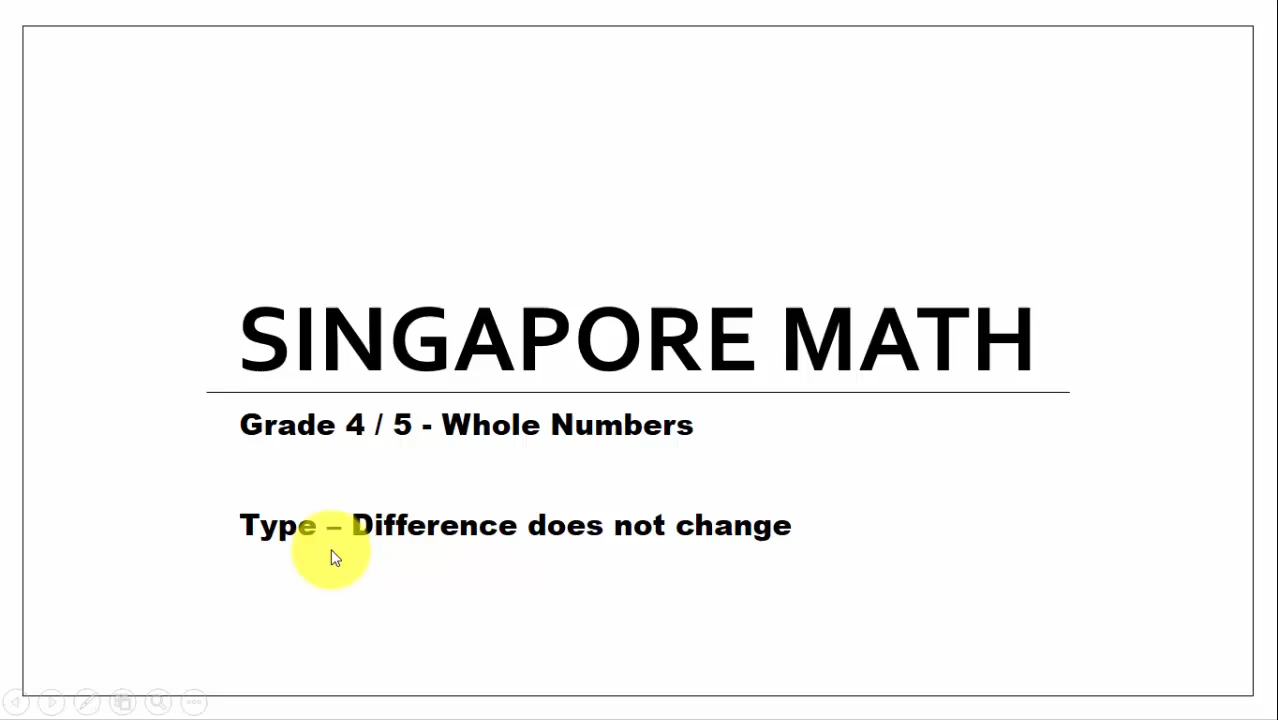 SINGAPORE MATH
Grade 4 / 5 - Whole Numbers
Type – Difference does not change